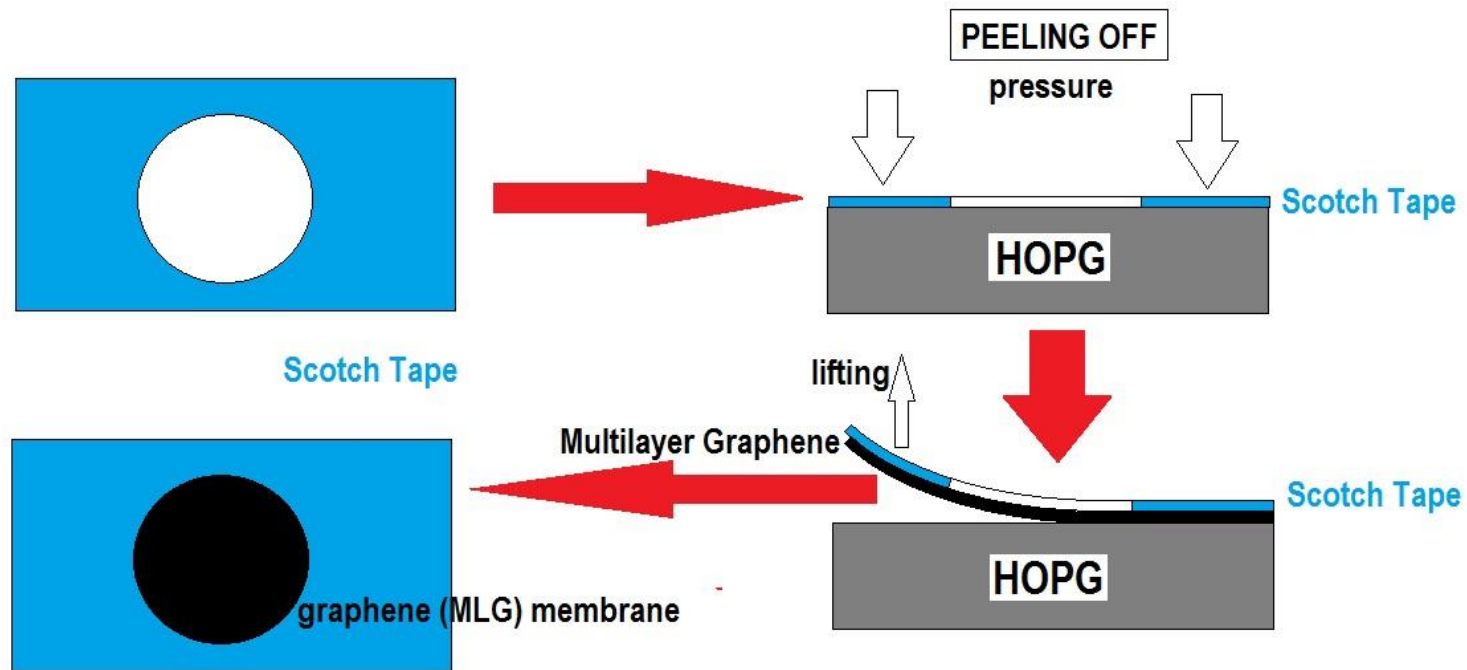 PEELING OFF
pressure
Scotch Tape
HOPG
Scotch Tape
lifting
Multilayer Graphene
Scotch Tape
HOPG
graphene (MLG) membrane